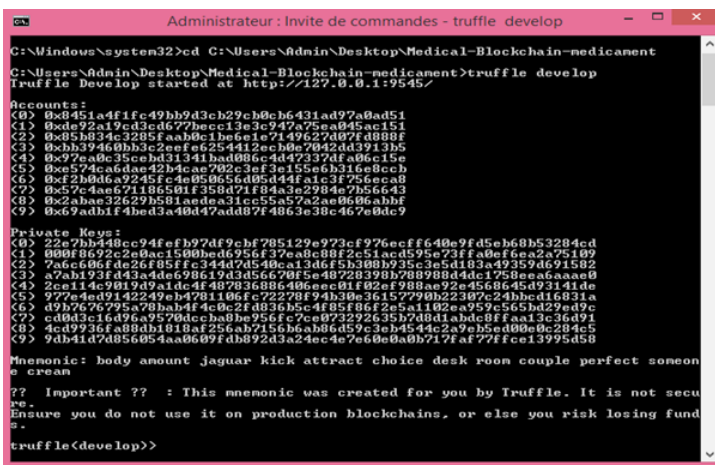 Administrateur : Invite de commandes - truffle develop
C:\Windows\system32>cd C:\Users\Admin\Desktop\Medical-Blockchain-medicament
C:\Users\Admin\Desktop\Medical-Blockchain-medicament>truffle develop
Truffle Develop started at http://127.0.0.1:9545/
Accounts:
(0) 0x8451a4f1fc49bb9d3cb29cb0cb6431ad97a0ad51
(1) 0xde92a19cd3cd677becc13e3c947a75ea045ac151
(2) 0x85b834c3285faab0c1be6e1e7149627d07fd888f
(3) 0xbb39460bb3c2eefe6254412ecb0e7042dd3913b5
(4) 0x97ea0c35cebd31341bad086c4d47337dfa06c15e
(5) 0xe574ca6dae42b4cae702c3ef3e155e6b316e8ccb
(6) 0xf2b0d6a9245fc4e050656d05d44fa1c3f756eca8
(7) 0x57c4ae671186501f358d71f84a3e2984e7b56643
(8) 0x2abae32629b581aedea31cc55a57a2ae0606abbf
(9) 0x69adb1f4bed3a40d47add87f4863e38c467e0dc9
Private Keys:
(0) 22e7bb448cc94fefb97df9cbf785129e973cf976ecff640e9fd5eb68b53284cd
(1) 000f8692c2e0ac1500bed6956f37ea8c88f2c51acd595e73ffa0ef6ea2a75109
(2) 7a6c606fde26f85ffc344d7d540ca13d6f5b308b935c3e5d183a49359d691582
(3) a7ab193fd43a4de698619d3d56670f5e48728398b788988d4dc1758eea6aaae0
(4) 2ce114c9019d9a1dc4f487836886406eec01f02ef988ae92e4568645d93141de
(5) 977e4ed9142249eb4781106fc72278f94b30e36157790b22307c24bbcd16831a
(6) d9b7676795a78bab4f4c0c2fd836b5c4f85f86f2e5a1102ea959c565bd29ed9c
(7) cd0d3c16d96a9570dccba8be956fc7ce073292635b7d8d1abdc8ffaa13c36d91
(8) 4cd9936fa88db1818af256ab7156b6ab86d59c3eb4544c2a9eb5ed00e0c284c5
(9) 9db41d7d856054aa0609fdb892d3a24ec4e7e60e0a0b717faf77ffce13995d58
Mnemonic: body amount jaguar kick attract choice desk room couple perfect someon
e cream
??  Important ??  : This mnemonic was created for you by Truffle. It is not secu
re.
Ensure you do not use it on production blockchains, or else you risk losing fund
s.
truffle(develop)>